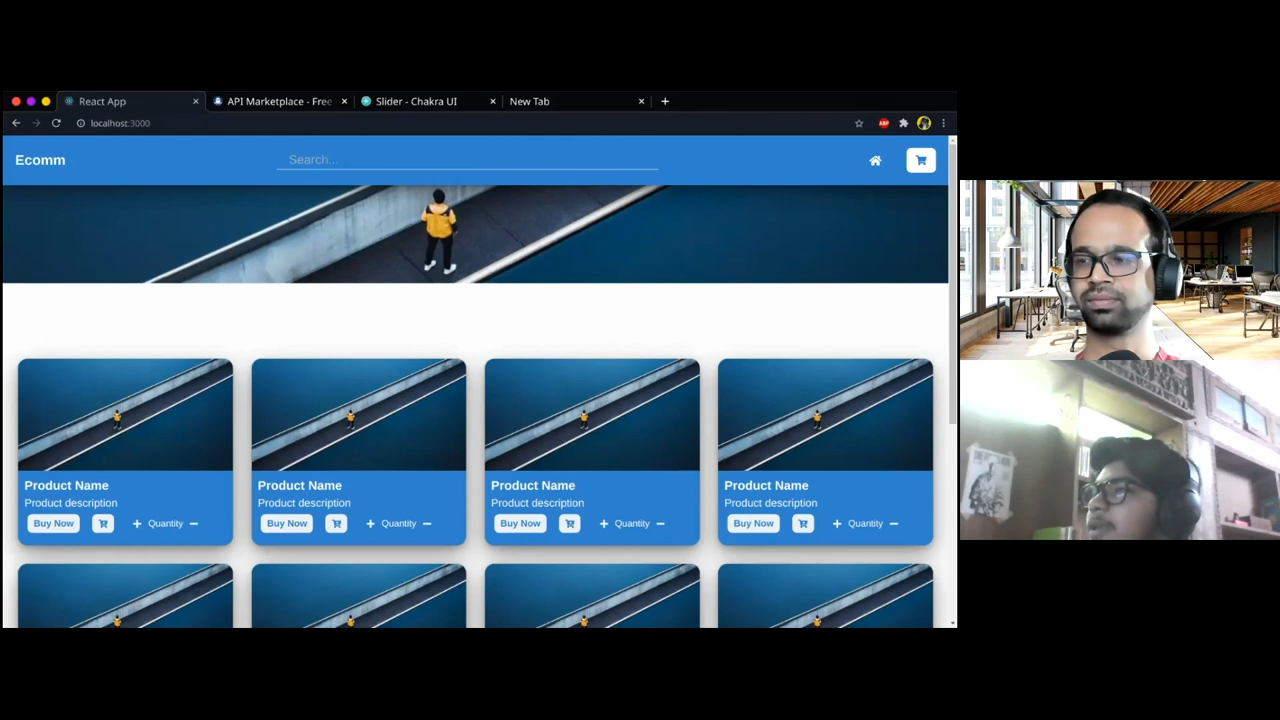 React App
API Marketplace - Free
Slider - Chakra UI
New Tab
localhost:3000
ABP
Ecomm
Search...
Product Name
Product description
Buy Now
Quantity
Product Name
Product description
Buy Now
Quantity
Product Name
Product description
Buy Now
Quantity
Product Name
Product description
Buy Now
Quantity